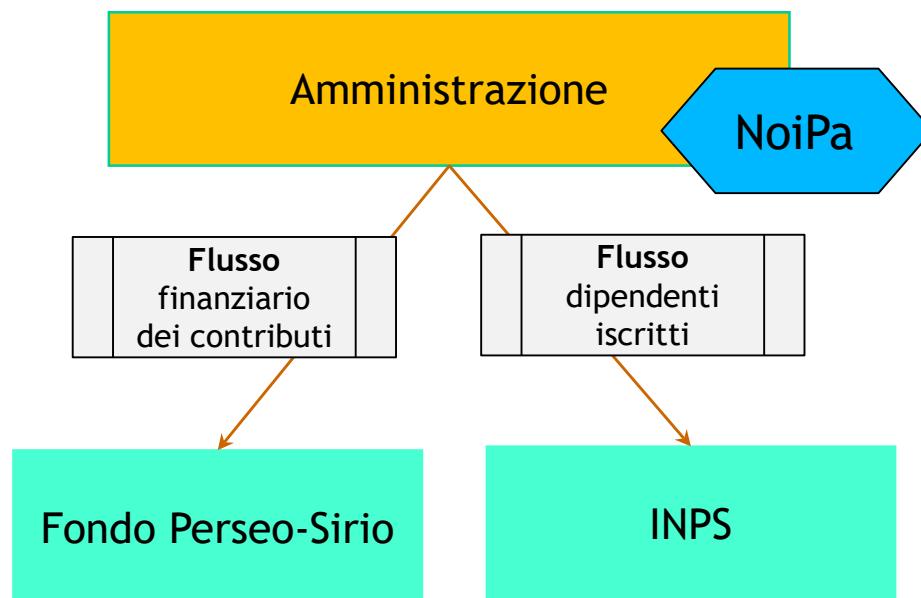 Amministrazione
NoiPa
Flusso
finanziario
dei contributi
Flusso
dipendenti
iscritti
Fondo Perseo-Sirio
INPS